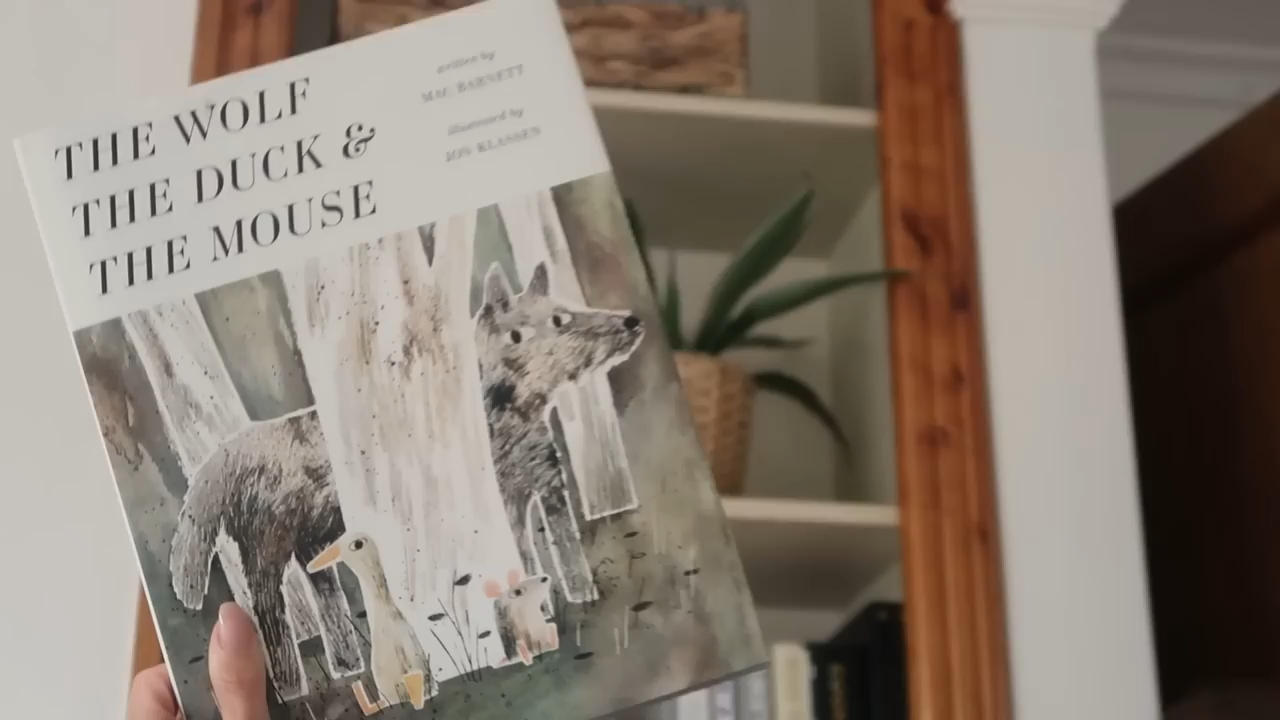 THE WOLF
THE DUCK &
THE MOUSE
written by
MAC BARNETT
illustrated by
JON KLASSEN